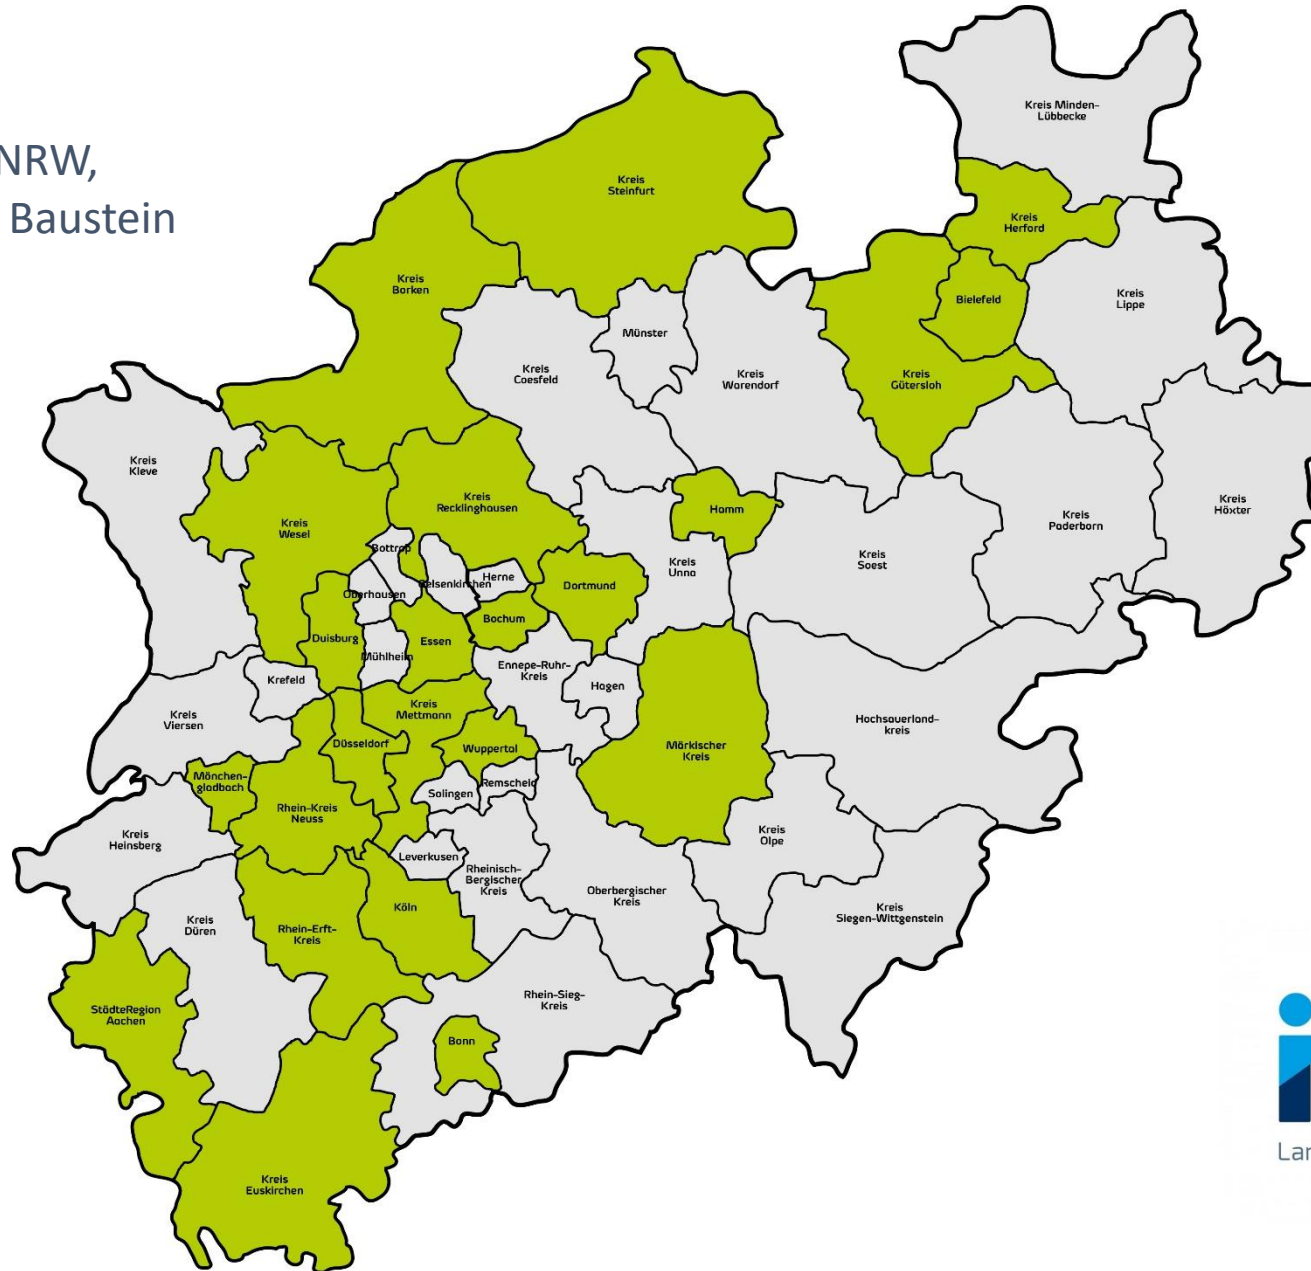 NRW,
Baustein
Kreis Minden-
Lübbecke
Kreis
Steinfurt
Kreis
Herford
Kreis
Borken
Bielefeld
Kreis
Lippe
Münster
Kreis
Coesfeld
Kreis
Warendorf
Kreis
Gütersloh
Kreis
Kleve
Kreis
Recklinghausen
Kreis
Wesel
Hamm
Kreis
Paderborn
Kreis
Höxter
Bottrop
Kreis
Unna
Kreis
Soest
Gelsenkirchen
Herne
Dortmund
Oberhausen
Bochum
Duisburg
Essen
Mühlheim
Ennepe-Ruhr-
Kreis
Hagen
Krefeld
Kreis
Viersen
Kreis
Mettmann
Hochsauerland-
kreis
Düsseldorf
Wuppertal
Märkischer
Kreis
Mönchen-
gladbach
Solingen
Remscheid
Rhein-Kreis
Neuss
Kreis
Heinsberg
Kreis
Olpe
Leverkusen
Rheinisch-
Bergischer
Kreis
Oberbergischer
Kreis
Köln
Kreis
Siegen-Wittgenstein
Kreis
Düren
Rhein-Erft-
Kreis
Rhein-Sieg-
Kreis
StädteRegion
Aachen
Bonn
Lan
Kreis
Euskirchen